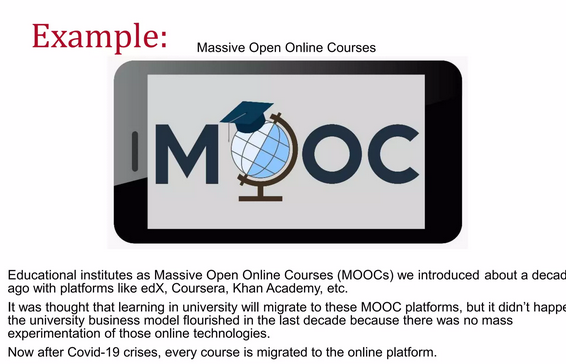 Example:
Massive Open Online Courses
MOOC
Educational institutes as Massive Open Online Courses (MOOCs) we introduced about a decad
ago with platforms like edX, Coursera, Khan Academy, etc.
It was thought that learning in university will migrate to these MOOC platforms, but it didn't happe
the university business model flourished in the last decade because there was no mass
experimentation of those online technologies.
Now after Covid-19 crises, every course is migrated to the online platform.